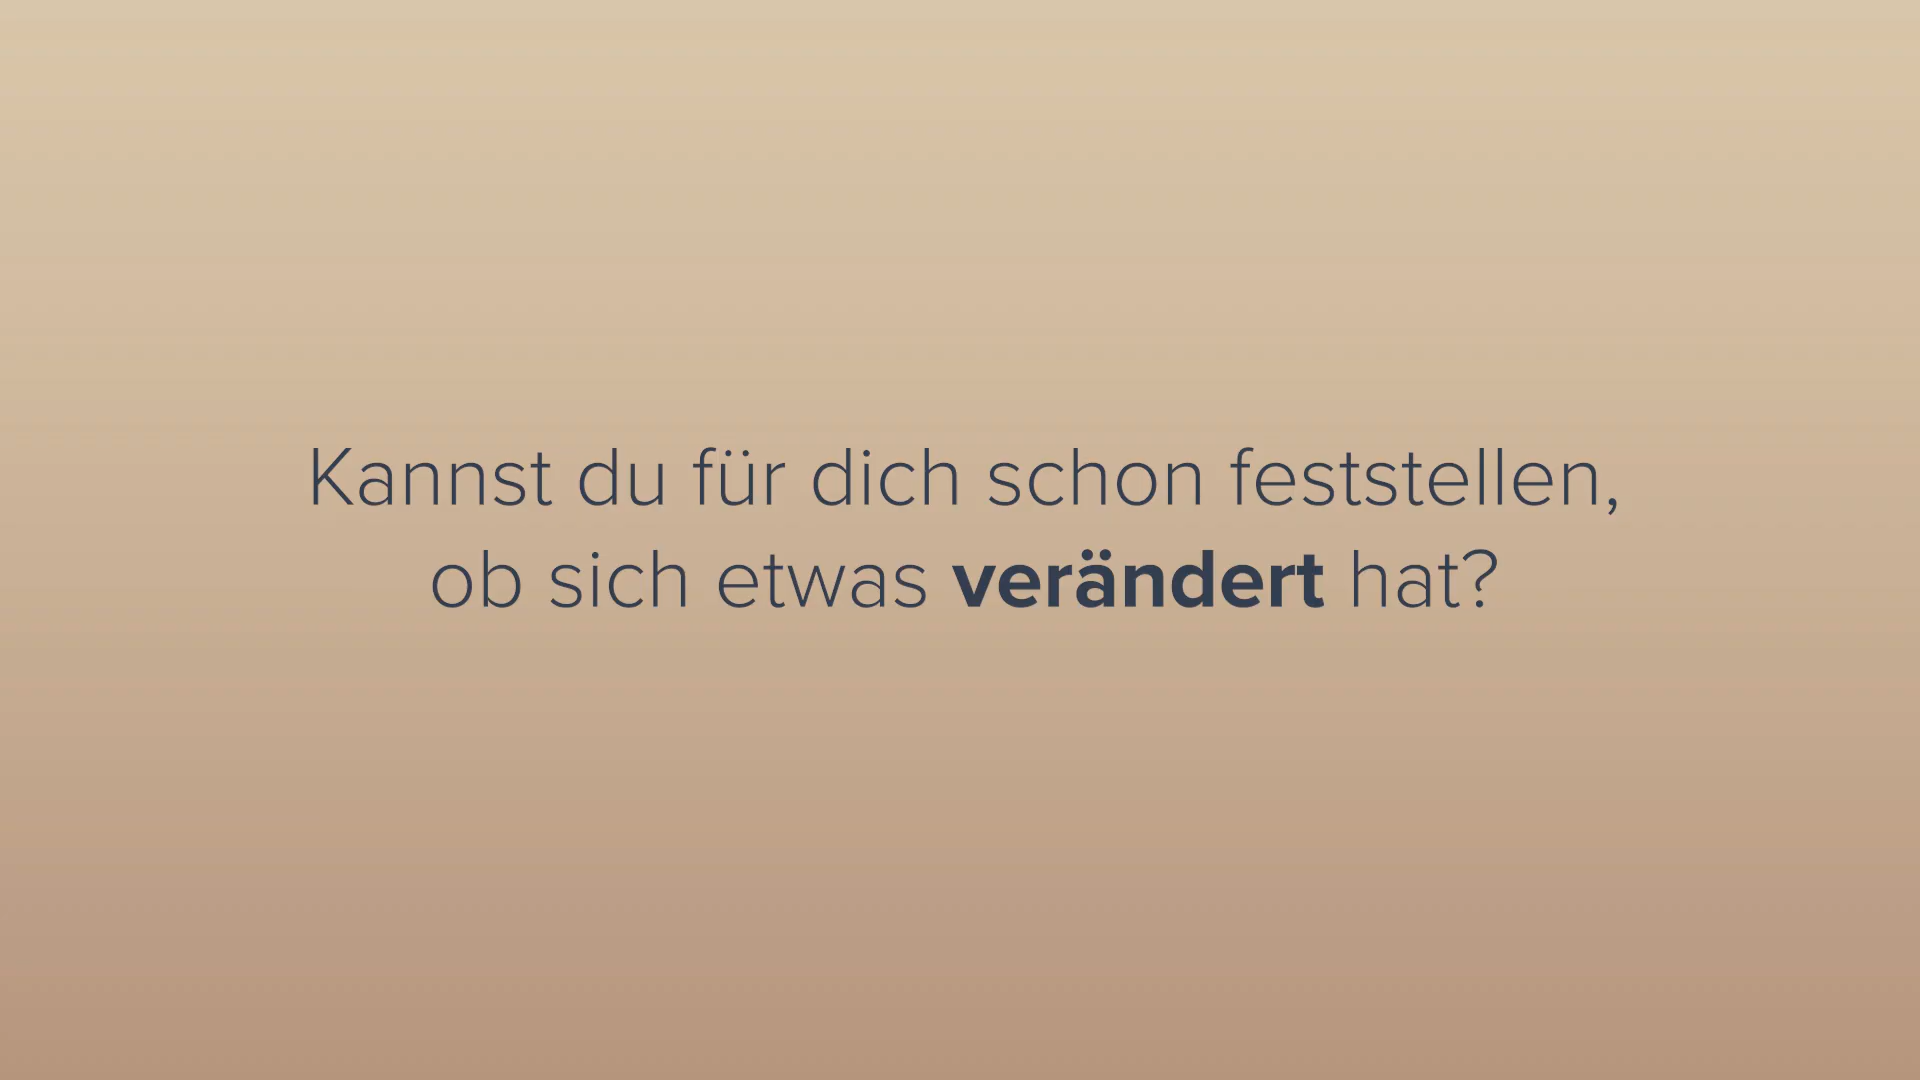 Kannst du für dich schon feststellen,
ob sich etwas verändert hat?